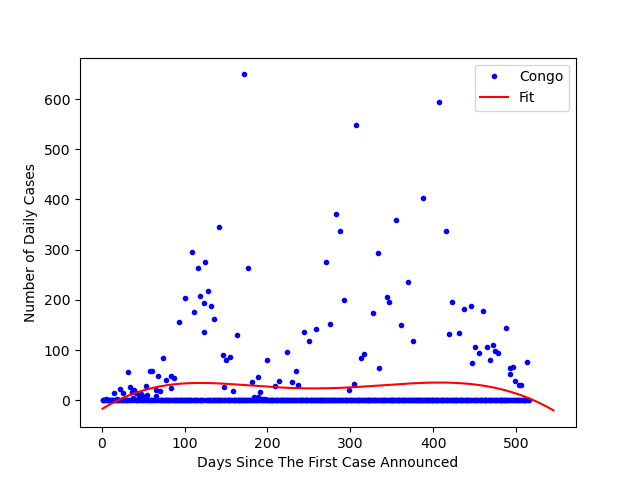 Congo
Fit
600
500
400
300
200
100
0
Number of Daily Cases
0 100 200 300 400 500
Days Since The First Case Announced